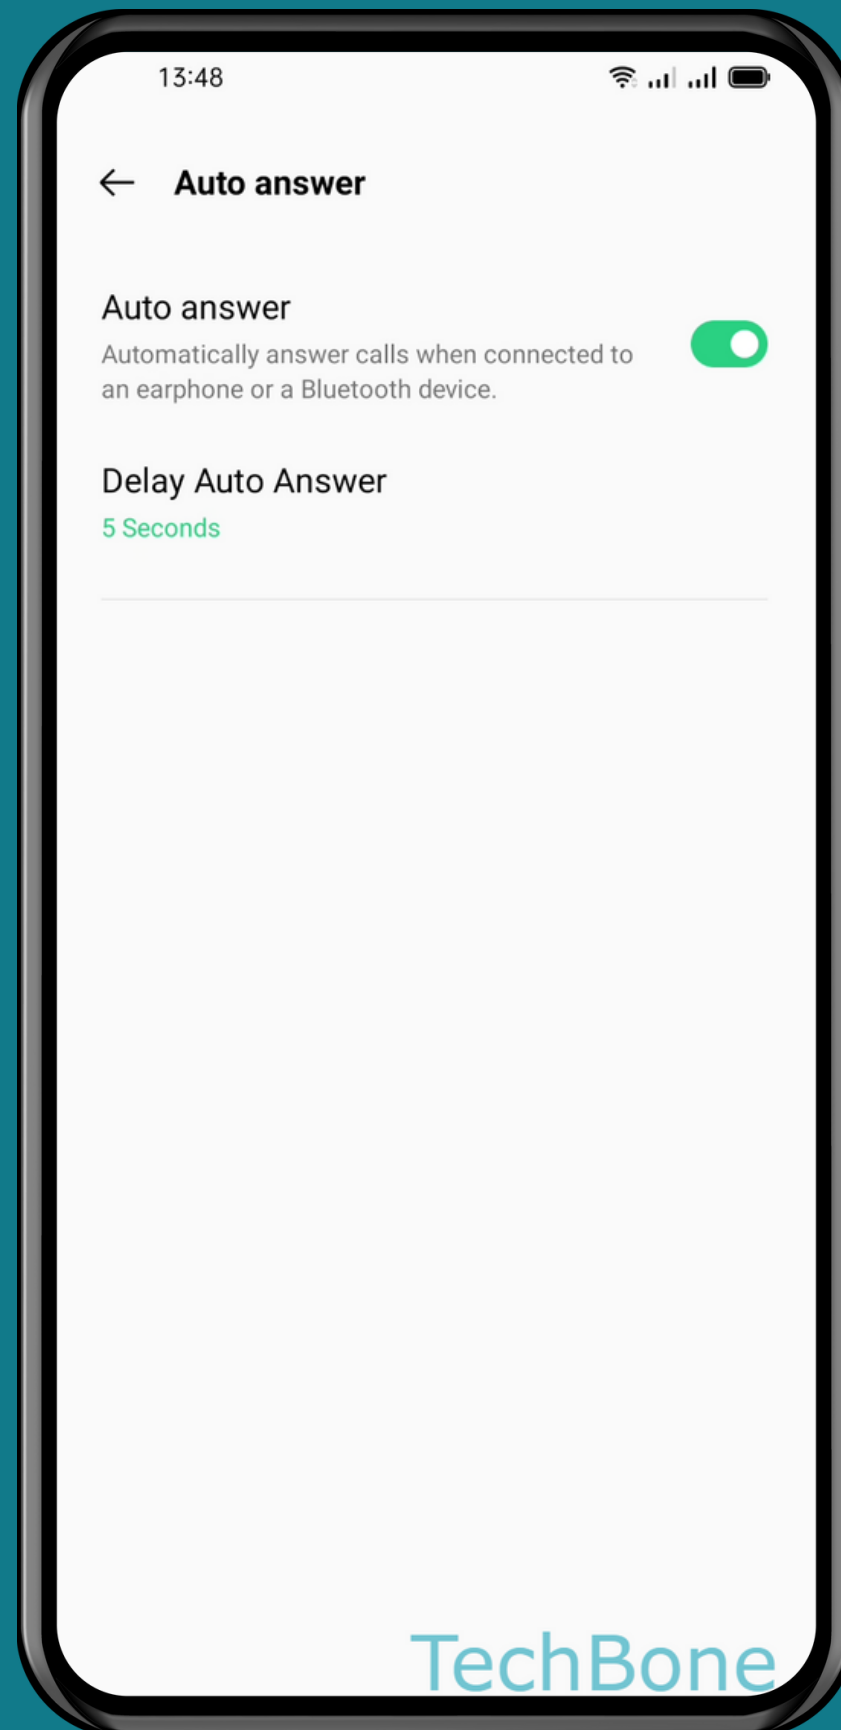 13:48
Auto answer
Auto answer
Automatically answer calls when connected to
an earphone or a Bluetooth device.
Delay Auto Answer
5 Seconds
TechBone